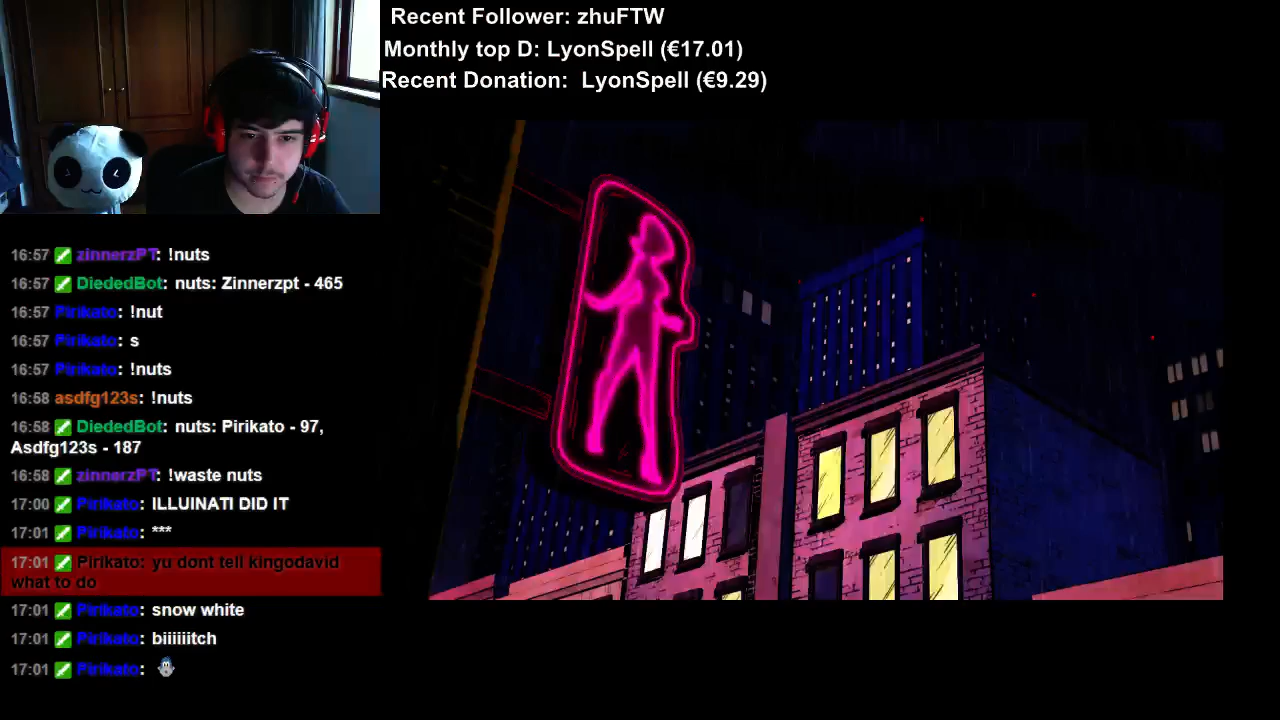 Recent Follower: zhuFTW
Monthly top D: LyonSpell (€17.01)
Recent Donation: LyonSpell (€9.29)
16:57 zinnerzPT: !nuts
16:57 DiededBot: nuts: Zinnerzpt - 465
16:57 Pirikato: !nut
16:57 Pirikato: s
16:57 Pirikato: !nuts
16:58 asdfg123s: !nuts
16:58 DiededBot: nuts: Pirikato - 97,
Asdfg123s - 187
16:58 zinnerzPT: !waste nuts
17:00 Pirikato: ILLUINATI DID IT
17:01 Pirikato: ***
17:01 Pirikato: yu dont tell kingodavid
what to do
17:01 Pirikato: snow white
17:01 Pirikato: biiiiiitch
17:01 Pirikato: